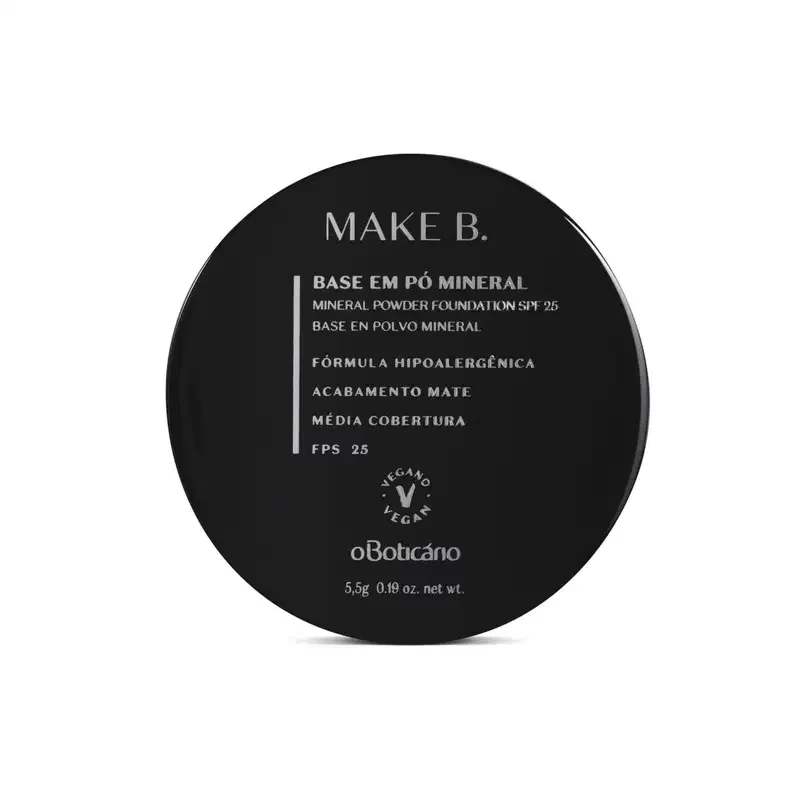 MAKE B.
BASE EM PÓ MINERAL
MINERAL POWDER FOUNDATION SPF 25
BASE EN POLVO MINERAL
FÓRMULA HIPOALERGÊNICA
ACABAMENTO MATE
MÉDIA COBERTURA
FPS 25
VEGANO
V
VEGAN
oBoticário
5,5g 0.19 oz. net wt.